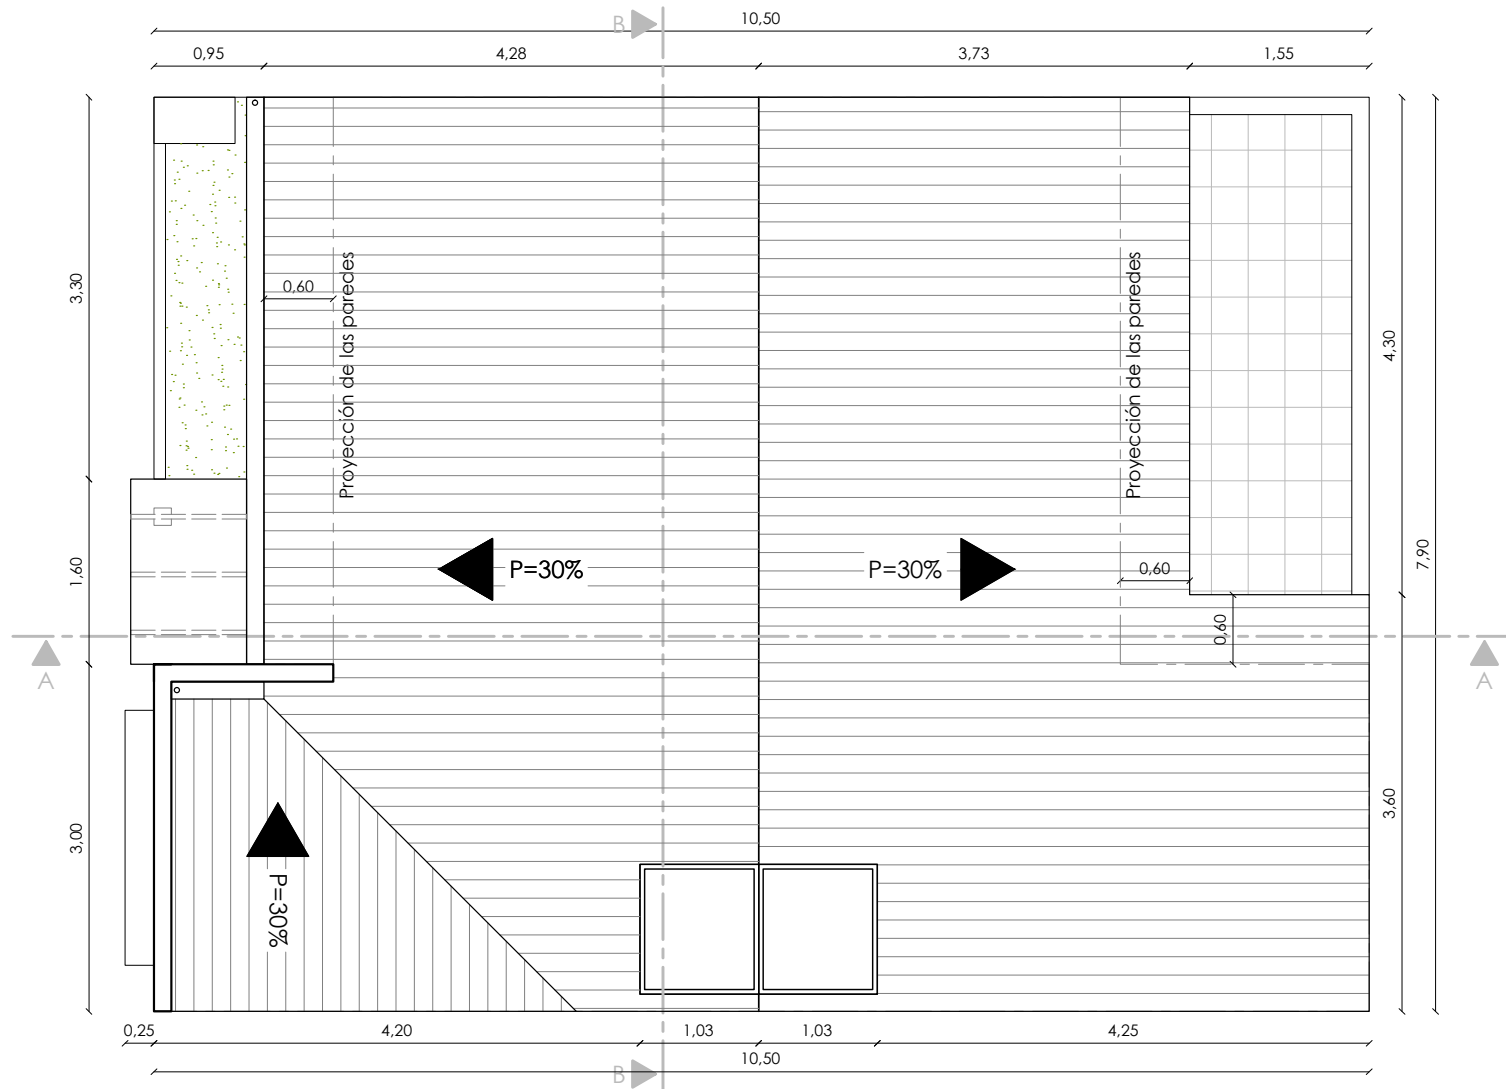 B
10,50
0,95
4,28
3,73
1,55
3,30
0,60
Proyección de las paredes
Proyección de las paredes
4,30
7,90
1,60
P=30%
P=30%
0,60
0,60
A
A
3,00
P=30%
3,60
0,25
4,20
1,03
1,03
4,25
10,50
B